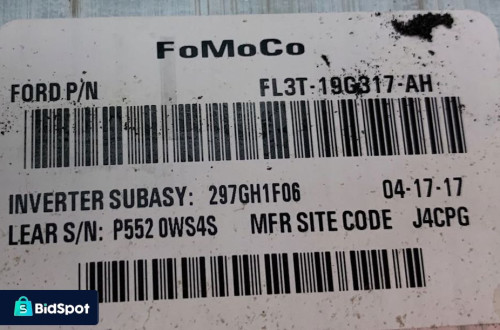 FoMoCo
FORD P/N FL3T-19G317-AH
INVERTER SUBASY: 297GH1F06 04-17-17
LEAR S/N: P552 0WS4S MFR SITE CODE J4CPG
S BidSpot